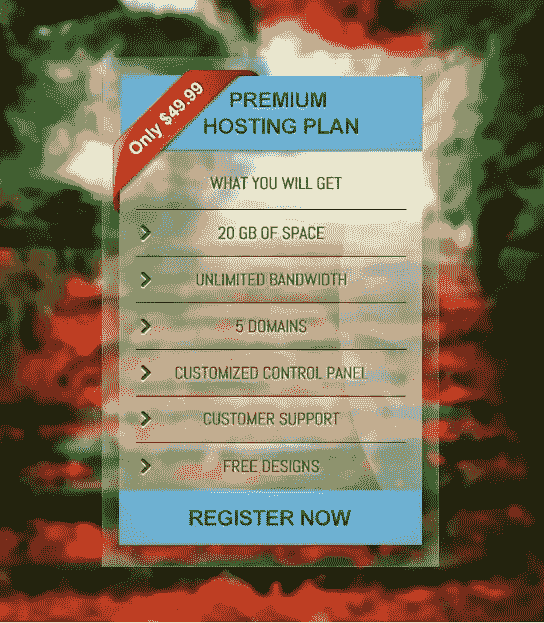 Only $49.99
PREMIUM
HOSTING PLAN
WHAT YOU WILL GET
20 GB OF SPACE
UNLIMITED BANDWIDTH
5 DOMAINS
CUSTOMIZED CONTROL PANEL
CUSTOMER SUPPORT
FREE DESIGNS
REGISTER NOW